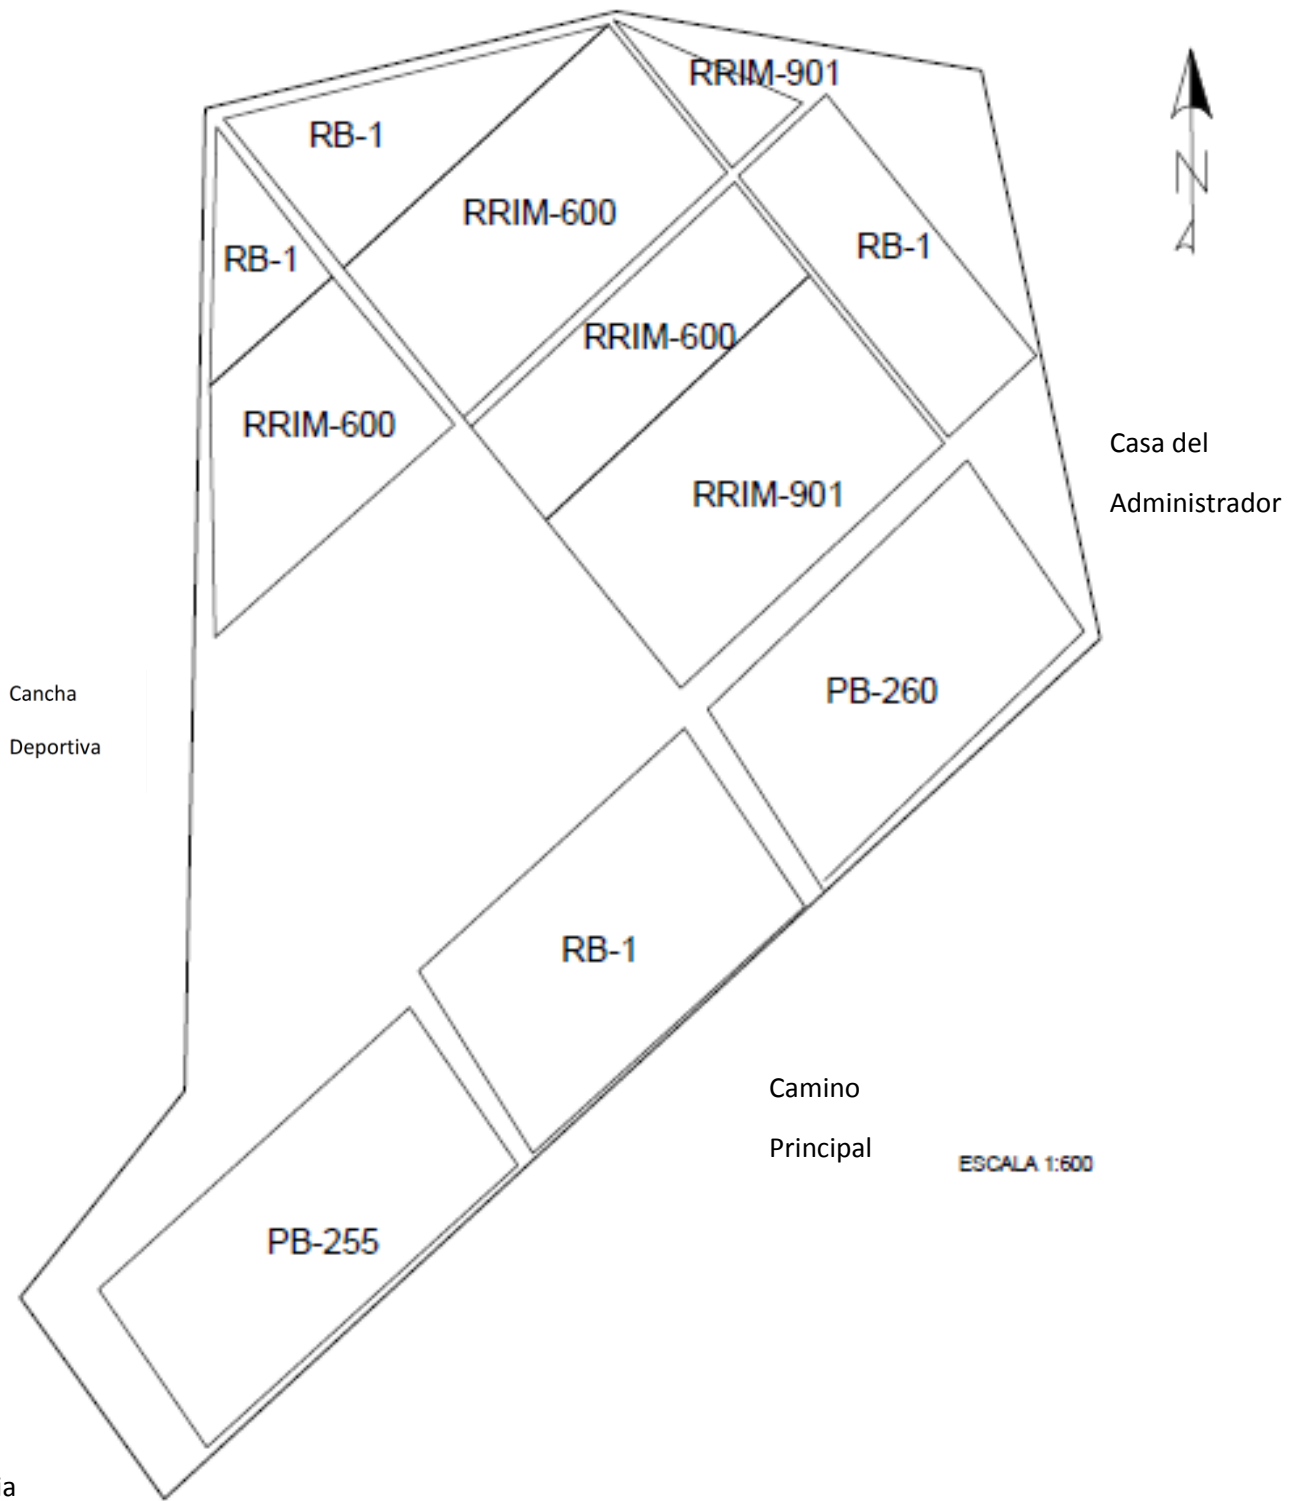 RRIM-901
RB-1
N
RRIM-600
RB-1
RB-1
RRIM-600
RRIM-600
Casa del
Administrador
RRIM-901
PB-260
Cancha
Deportiva
RB-1
Camino
Principal
ESCALA 1:600
PB-255
ia